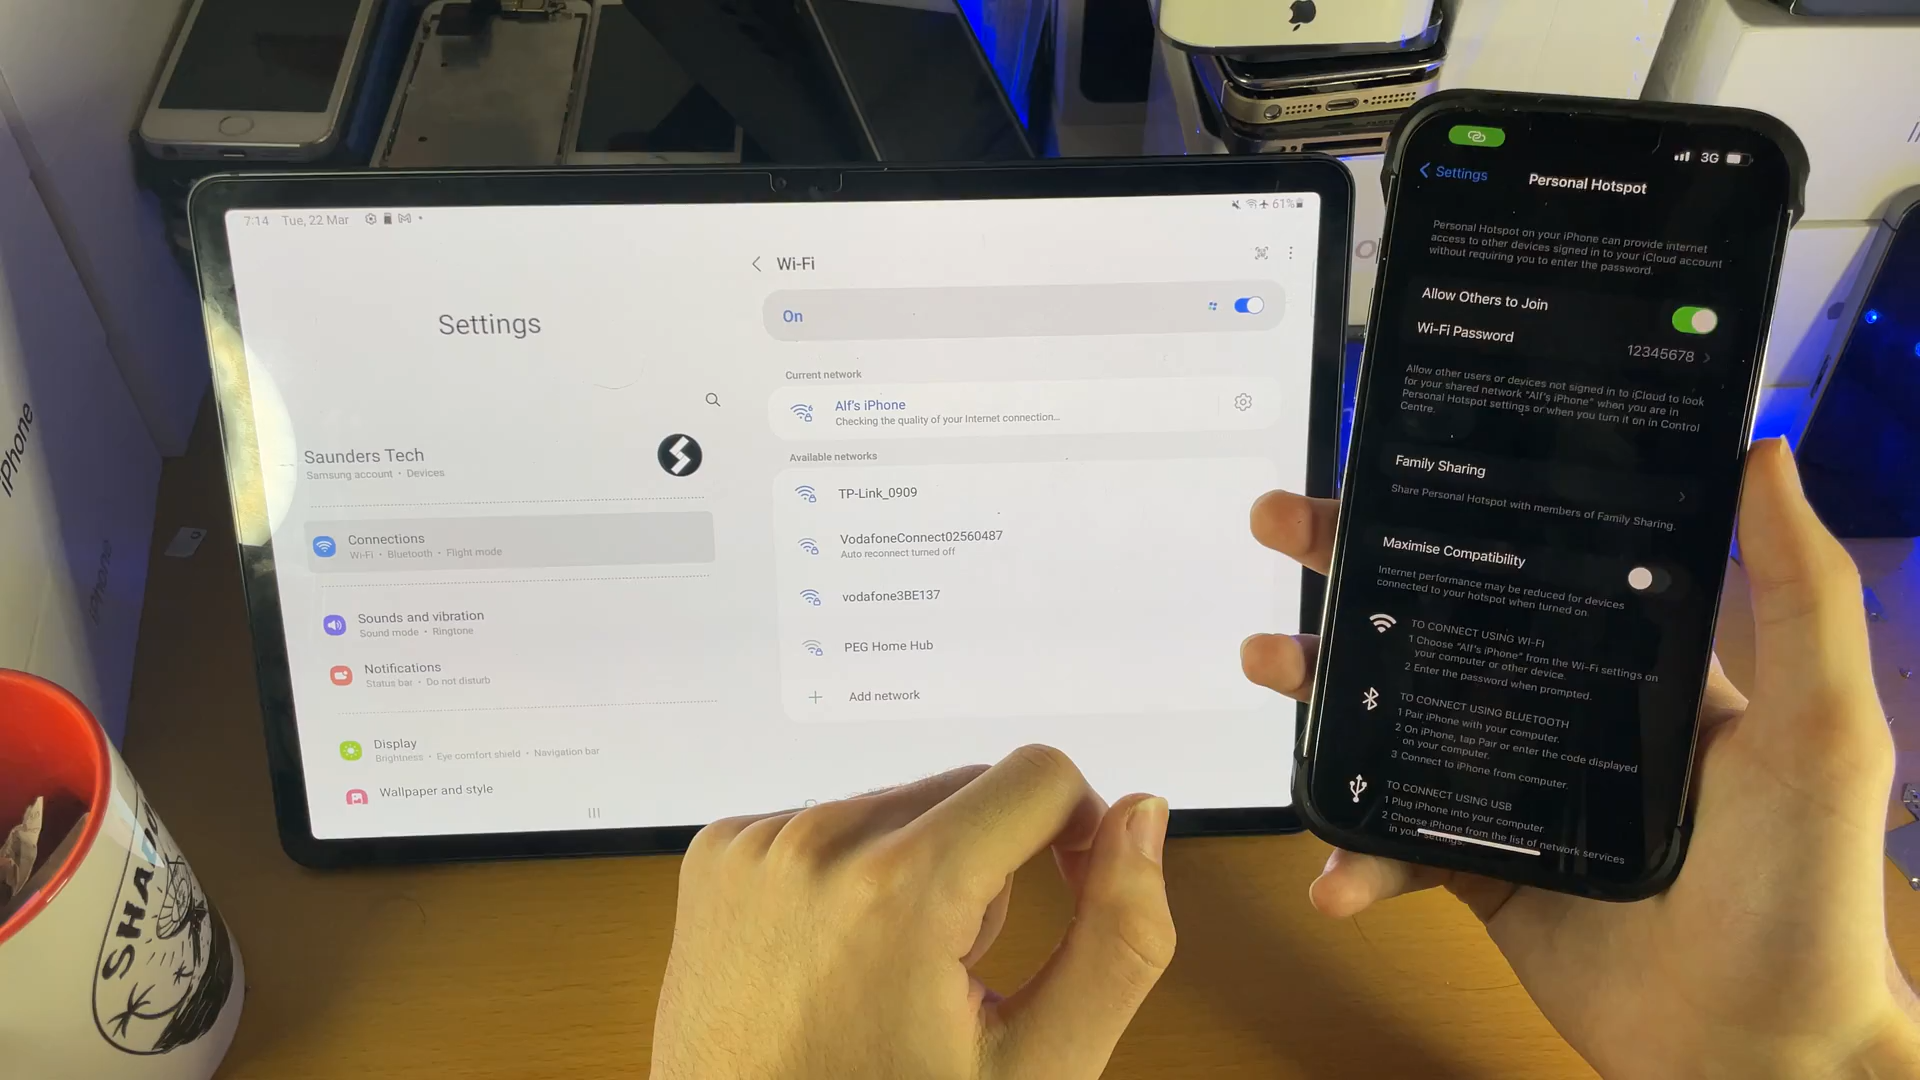 7:14 Tue, 22 Mar
61%
Settings
Saunders Tech
Samsung account • Devices
Connections
Wi-Fi • Bluetooth • Flight mode
Sounds and vibration
Sound mode • Ringtone
Notifications
Status bar • Do not disturb
Display
Brightness • Eye comfort shield • Navigation bar
Wallpaper and style
Wi-Fi
On
Current network
Alf's iPhone
Checking the quality of your Internet connection...
Available networks
TP-Link_0909
VodafoneConnect02560487
Auto reconnect turned off
vodafone3BE137
PEG Home Hub
Add network
3G
Settings
Personal Hotspot
Personal Hotspot on your iPhone can provide internet
access to other devices signed in to your iCloud account
without requiring you to enter the password.
Allow Others to Join
Wi-Fi Password
12345678
Allow other users or devices not signed in to iCloud to look
for your shared network "Alf's iPhone" when you are in
Personal Hotspot settings or when you turn it on in Control
Centre.
Family Sharing
Share Personal Hotspot with members of Family Sharing.
Maximise Compatibility
Internet performance may be reduced for devices
connected to your hotspot when turned on.
TO CONNECT USING WI-FI
1 Choose "Alf's iPhone" from the Wi-Fi settings on
your computer or other device.
2 Enter the password when prompted.
TO CONNECT USING BLUETOOTH
1 Pair iPhone with your computer.
2 On iPhone, tap Pair or enter the code displayed
on your computer.
3 Connect to iPhone from computer.
TO CONNECT USING USB
1 Plug iPhone into your computer.
2 Choose iPhone from the list of network services
in your settings.
iPhone
iPhone